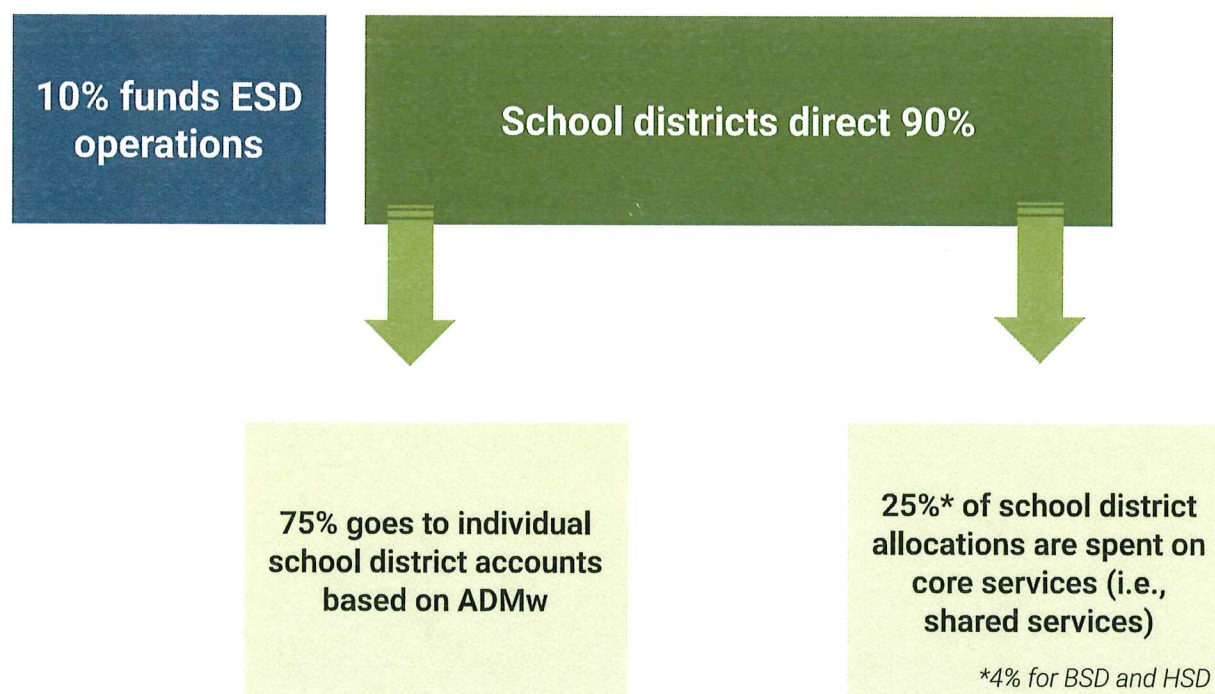 10% funds ESD
operations
School districts direct 90%
75% goes to individual
school district accounts
based on ADMw
25%* of school district
allocations are spent on
core services (i.e.,
shared services)
*4% for BSD and HSD